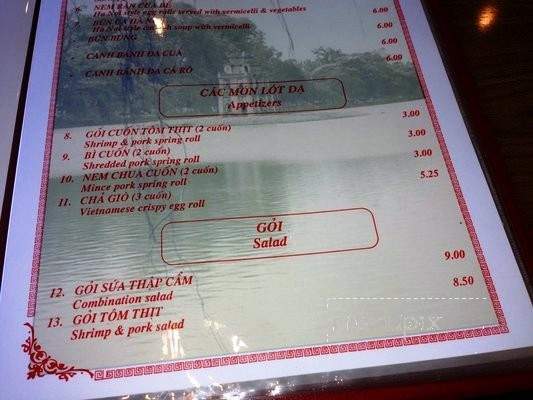 NEM RÁN CUA BỂ
Ha Noi style egg rolls served with vermicelli & vegetables
6.00
BÚN CÁ HÀ NỘI
Ha Noi style soup with vermicelli
6.00
BÚN BUNG
6.00
CANH BÁNH ĐA CUA
6.00
CANH BÁNH ĐA CÁ RÔ
CÁC MÓN LÓT DẠ
Appetizers
8. GỎI CUỐN TÔM THỊT (2 cuốn) 3.00
Shrimp & pork spring roll
9. BÌ CUỐN (2 cuốn) 3.00
Shredded pork spring roll
10. NEM CHUA CUỐN (2 cuốn) 3.00
Mince pork spring roll
11. CHẢ GIÒ (3 cuốn) 5.25
Vietnamese crispy egg roll
GỎI
Salad
12. GỎI SỨA THẬP CẨM 9.00
Combination salad
13. GỎI TÔM THỊT 8.50
Shrimp & pork salad